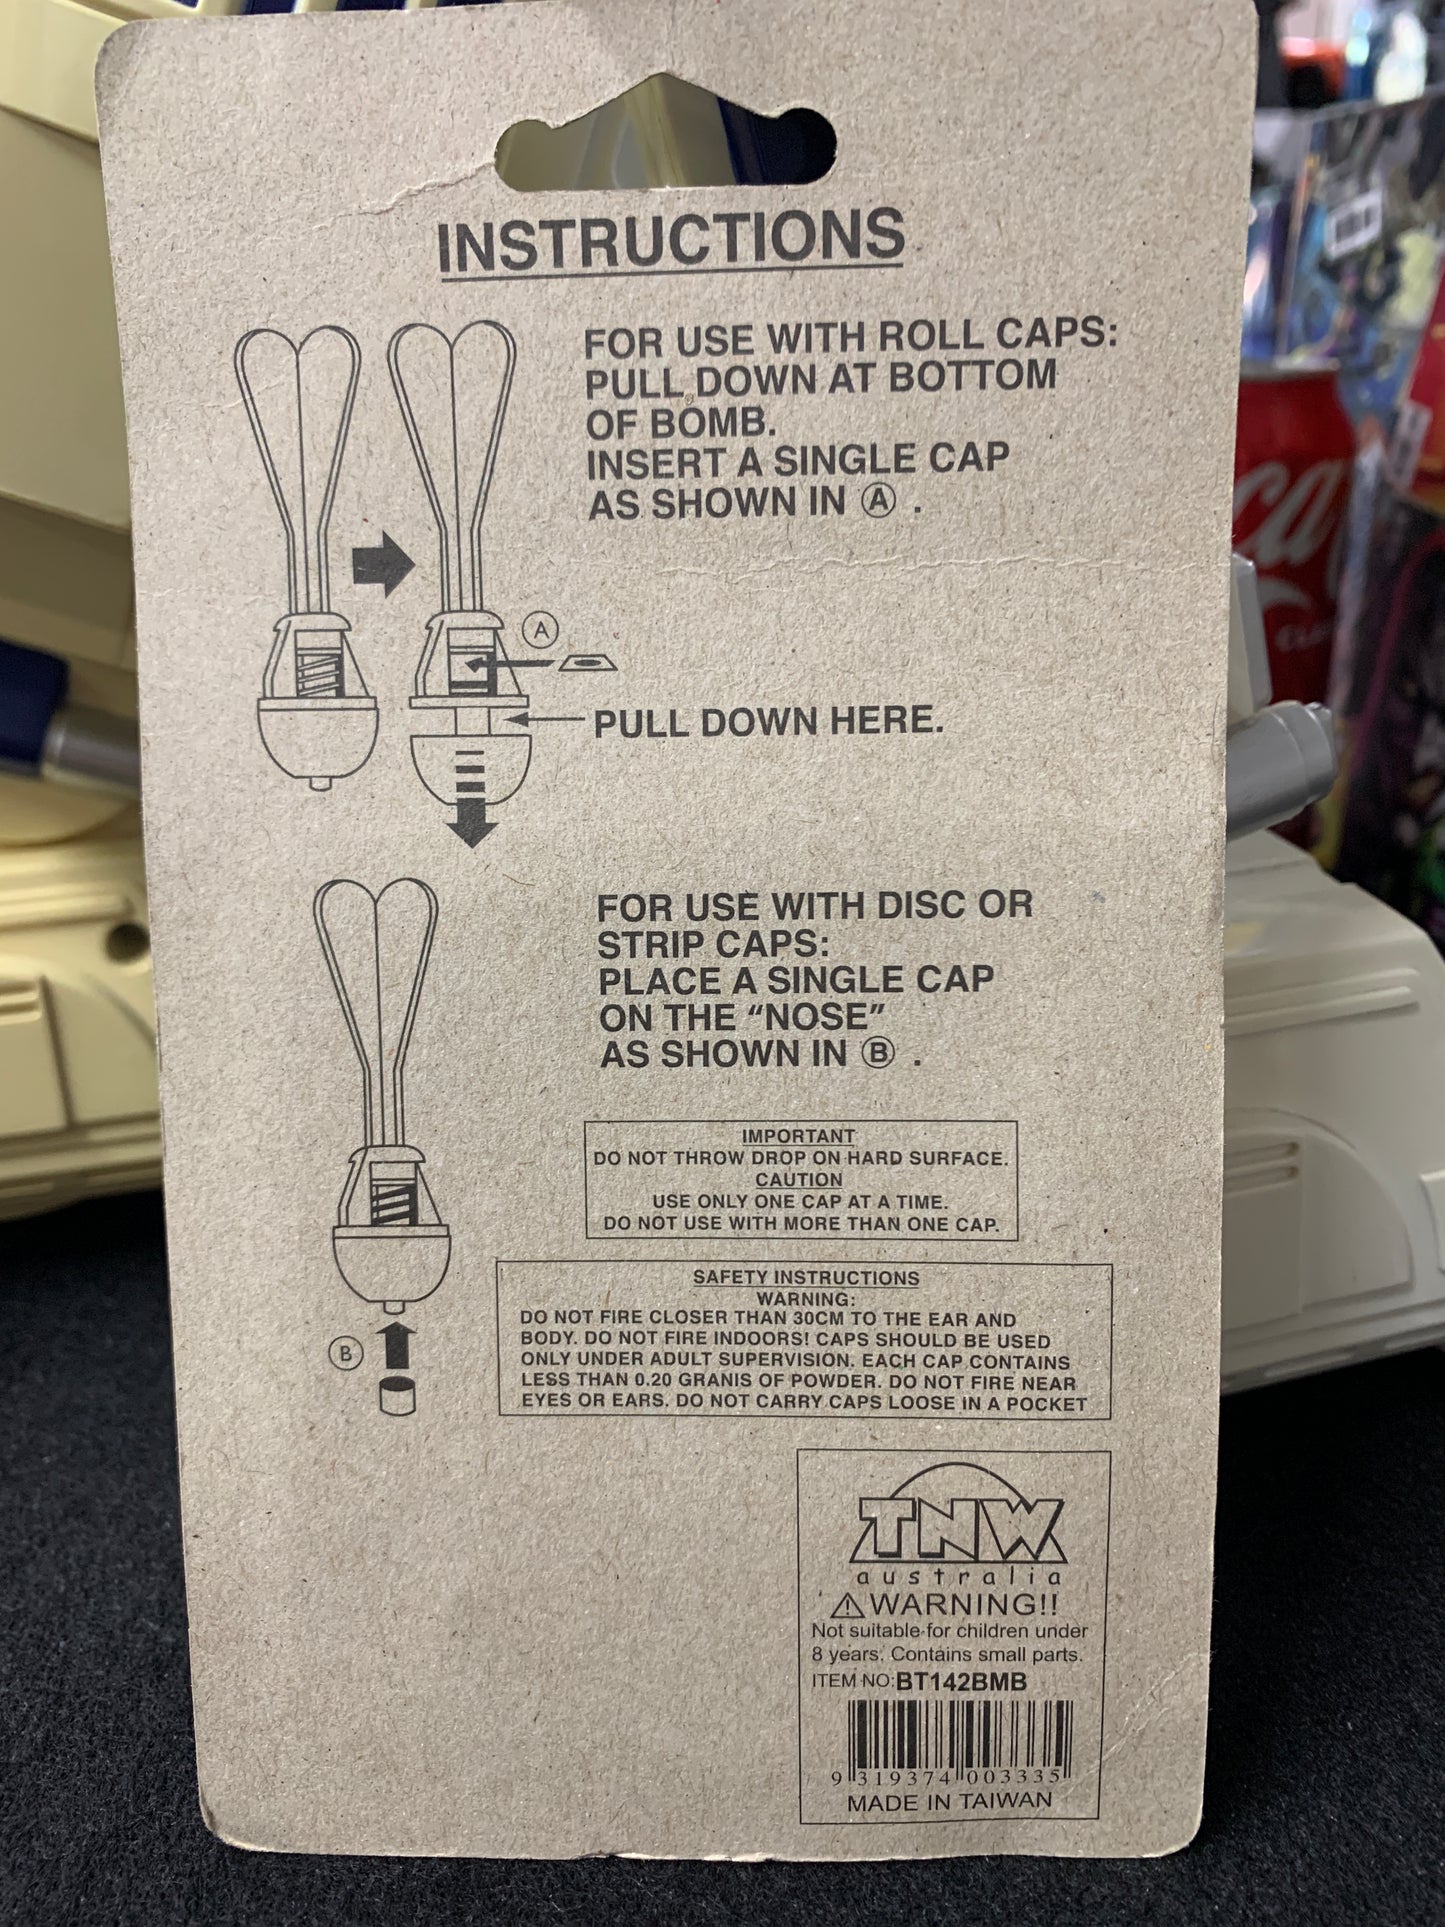 INSTRUCTIONS
FOR USE WITH ROLL CAPS:
PULL DOWN AT BOTTOM
OF BOMB.
INSERT A SINGLE CAP
AS SHOWN IN Ⓐ .
A
PULL DOWN HERE.
FOR USE WITH DISC OR
STRIP CAPS:
PLACE A SINGLE CAP
ON THE “NOSE”
AS SHOWN IN Ⓑ .
B
IMPORTANT
DO NOT THROW DROP ON HARD SURFACE.
CAUTION
USE ONLY ONE CAP AT A TIME.
DO NOT USE WITH MORE THAN ONE CAP.
SAFETY INSTRUCTIONS
WARNING:
DO NOT FIRE CLOSER THAN 30CM TO THE EAR AND
BODY. DO NOT FIRE INDOORS! CAPS SHOULD BE USED
ONLY UNDER ADULT SUPERVISION. EACH CAP CONTAINS
LESS THAN 0.20 GRANIS OF POWDER. DO NOT FIRE NEAR
EYES OR EARS. DO NOT CARRY CAPS LOOSE IN A POCKET
TNW
australia
⚠WARNING!!
Not suitable for children under
8 years. Contains small parts.
ITEM NO:BT142BMB
9 319374 003335
MADE IN TAIWAN